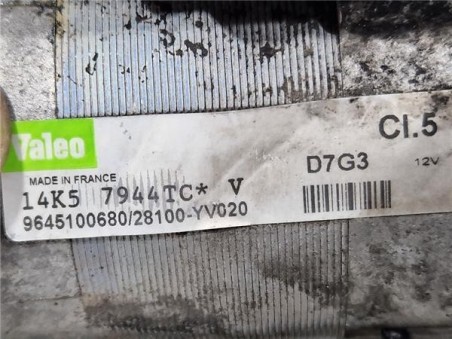 Valeo
Cl.5
D7G3
12V
MADE IN FRANCE
14K5 7944TC* V
9645100680/28100-YV020